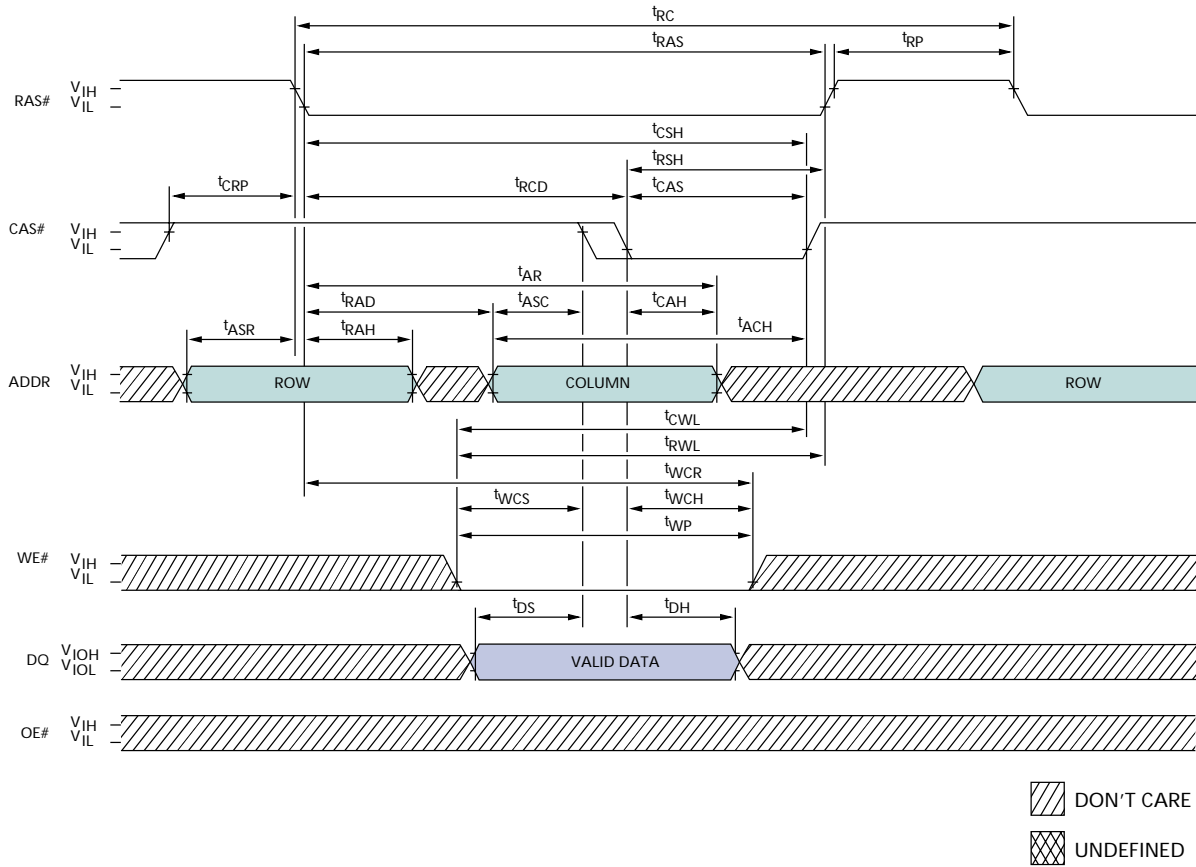 tRC
tRAS
tRP
RAS# VIH
VIL
tCSH
tRSH
tCRP
tRCD
tCAS
CAS# VIH
VIL
tAR
tRAD
tASC
tCAH
tASR
tRAH
tACH
ADDR VIH
VIL
ROW
COLUMN
ROW
tCWL
tRWL
tWCR
tWCS
tWCH
tWP
WE# VIH
VIL
tDS
tDH
DQ VIOH
VIOL
VALID DATA
OE# VIH
VIL
DON'T CARE
UNDEFINED